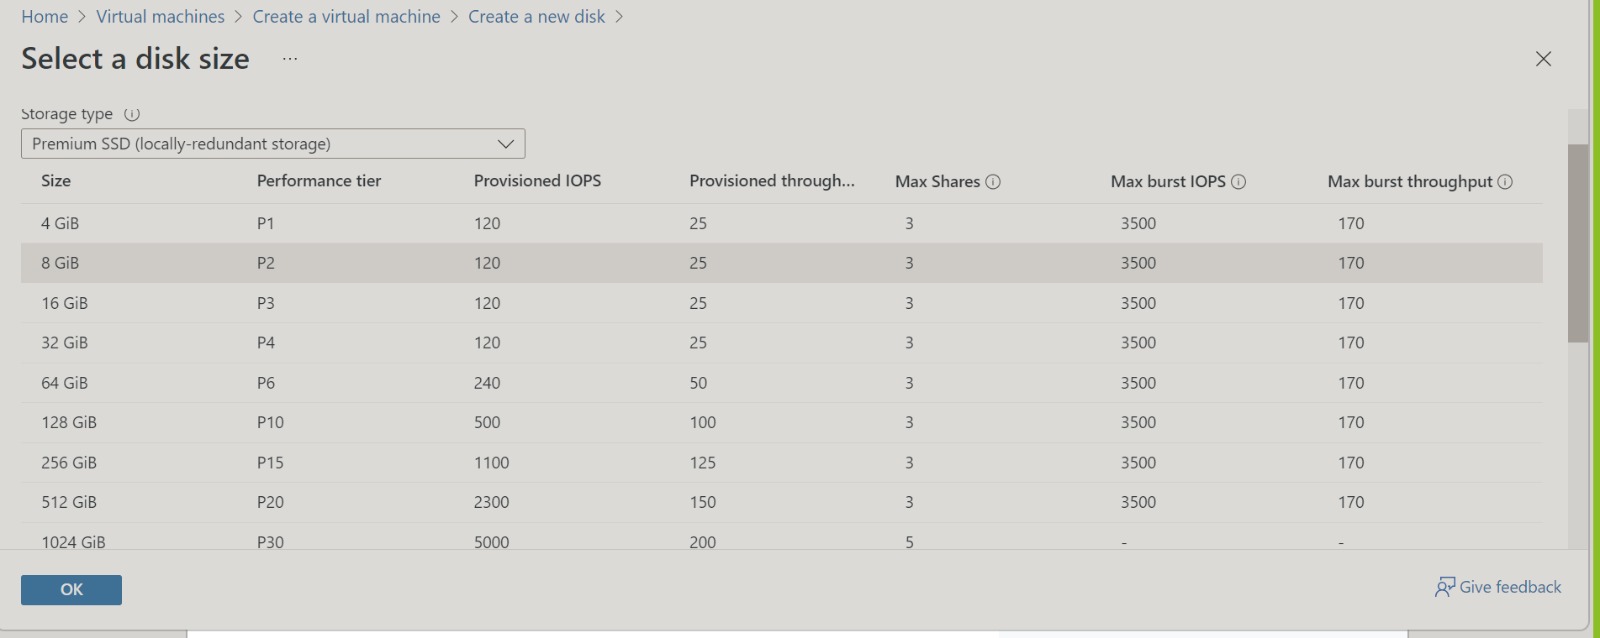 Home > Virtual machines > Create a virtual machine > Create a new disk >
Select a disk size ...
Storage type
Premium SSD (locally-redundant storage)
Size Performance tier Provisioned IOPS Provisioned through... Max Shares Max burst IOPS Max burst throughput
4 GiB P1 120 25 3 3500 170
8 GiB P2 120 25 3 3500 170
16 GiB P3 120 25 3 3500 170
32 GiB P4 120 25 3 3500 170
64 GiB P6 240 50 3 3500 170
128 GiB P10 500 100 3 3500 170
256 GiB P15 1100 125 3 3500 170
512 GiB P20 2300 150 3 3500 170
1024 GiB P30 5000 200 5 - -
OK
Give feedback